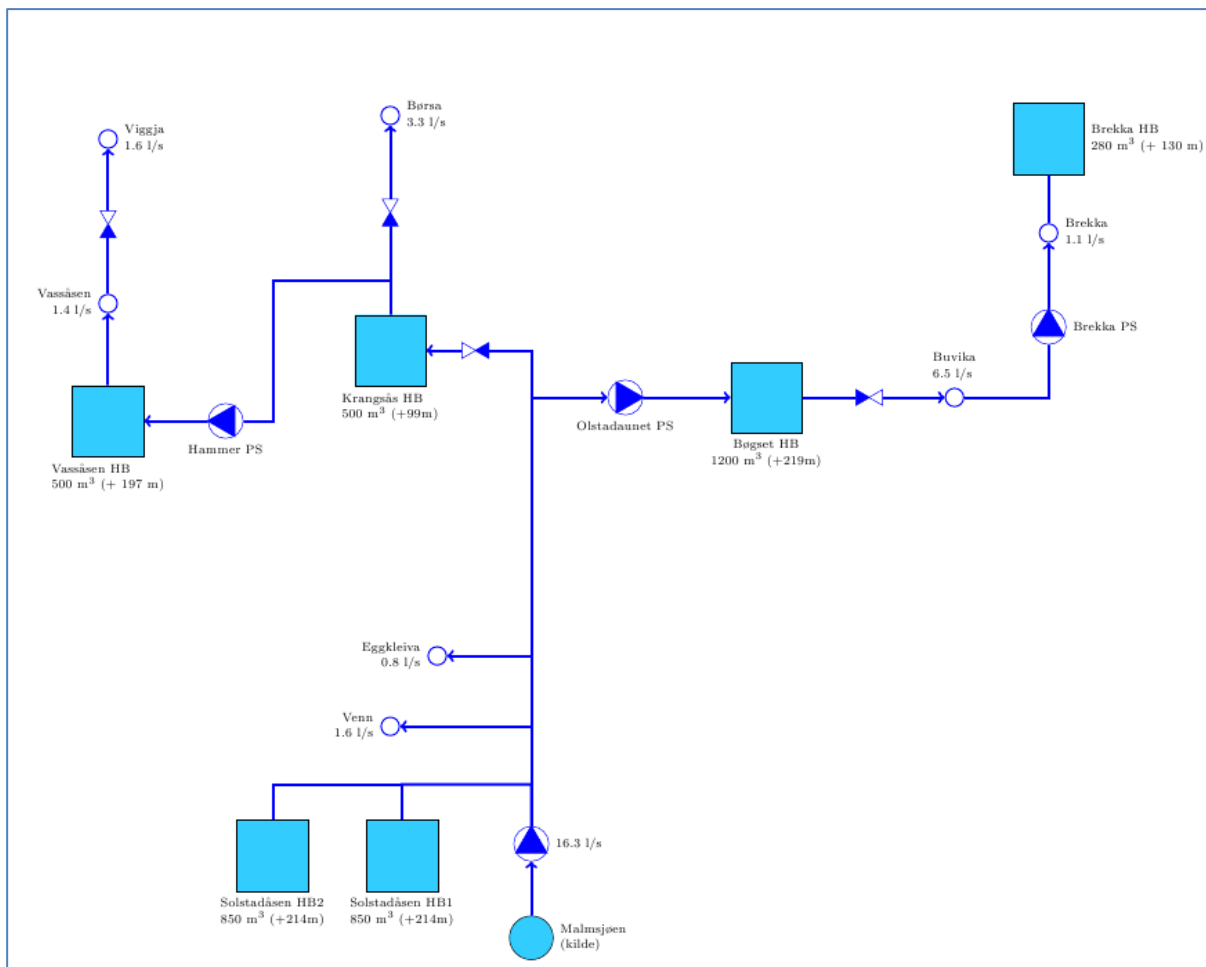 Børsa
3.3 l/s
Viggja
1.6 l/s
Brekka HB
280 m³ (+ 130 m)
Brekka
1.1 l/s
Vassåsen
1.4 l/s
Brekka PS
Buvika
6.5 l/s
Krangsås HB
500 m³ (+99m)
Olstadaunet PS
Hammer PS
Bøgset HB
1200 m³ (+219m)
Vassåsen HB
500 m³ (+ 197 m)
Eggkleiva
0.8 l/s
Venn
1.6 l/s
16.3 l/s
Solstadåsen HB2
850 m³ (+214m)
Solstadåsen HB1
850 m³ (+214m)
Malmsjøen
(kilde)